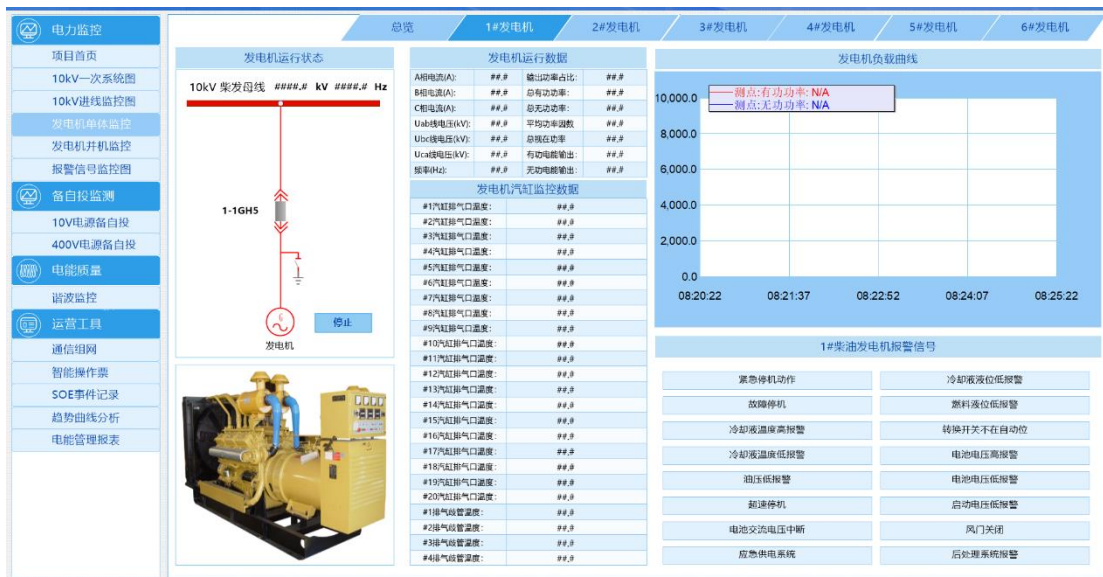 电力监控
项目首页
10kV一次系统图
10kV进线监控图
发电机单体监控
发电机并机监控
报警信号监控图
备自投监测
10V电源备自投
400V电源备自投
电能质量
谐波监控
运营工具
通信组网
智能操作票
SOE事件记录
趋势曲线分析
电能管理报表
总览 1#发电机 2#发电机 3#发电机 4#发电机 5#发电机 6#发电机
发电机运行状态
10kV 柴发母线 ####.# kV ####.# Hz
1-1GH5
G
停止
发电机
发电机运行数据
A相电流(A): ##.# 输出功率占比: ##.#
B相电流(A): ##.# 总有功功率: ##.#
C相电流(A): ##.# 总无功功率: ##.#
Uab线电压(kV): ##.# 平均功率因数 ##.#
Ubc线电压(kV): ##.# 总视在功率 ##.#
Uca线电压(kV): ##.# 有功电能输出: ##.#
频率(Hz): ##.# 无功电能输出: ##.#
发电机汽缸监控数据
#1汽缸排气口温度: ##.#
#2汽缸排气口温度: ##.#
#3汽缸排气口温度: ##.#
#4汽缸排气口温度: ##.#
#5汽缸排气口温度: ##.#
#6汽缸排气口温度: ##.#
#7汽缸排气口温度: ##.#
#8汽缸排气口温度: ##.#
#9汽缸排气口温度: ##.#
#10汽缸排气口温度: ##.#
#11汽缸排气口温度: ##.#
#12汽缸排气口温度: ##.#
#13汽缸排气口温度: ##.#
#14汽缸排气口温度: ##.#
#15汽缸排气口温度: ##.#
#16汽缸排气口温度: ##.#
#17汽缸排气口温度: ##.#
#18汽缸排气口温度: ##.#
#19汽缸排气口温度: ##.#
#20汽缸排气口温度: ##.#
#1排气歧管温度: ##.#
#2排气歧管温度: ##.#
#3排气歧管温度: ##.#
#4排气歧管温度: ##.#
发电机负载曲线
测点:有功功率: N/A
测点:无功功率: N/A
10,000.0
8,000.0
6,000.0
4,000.0
2,000.0
0.0
08:20:22 08:21:37 08:22:52 08:24:07 08:25:22
1#柴油发电机报警信号
紧急停机动作 冷却液液位低报警
故障停机 燃料液位低报警
冷却液温度高报警 转换开关不在自动位
冷却液温度低报警 电池电压高报警
油压低报警 电池电压低报警
超速停机 启动电压低报警
电池交流电压中断 风门关闭
应急供电系统 后处理系统报警